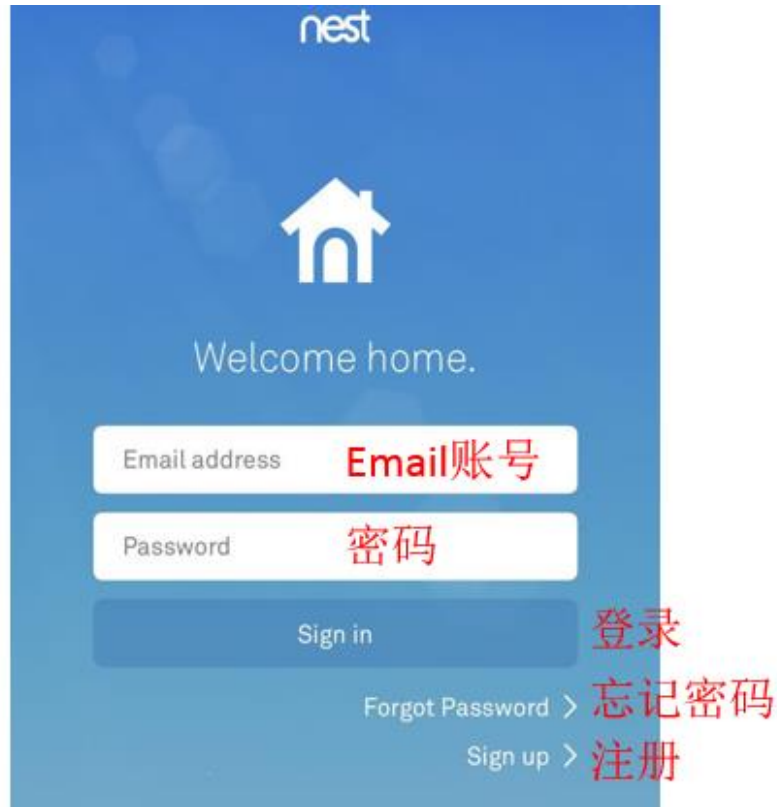 nest
Welcome home.
Email address Email账号
Password 密码
Sign in 登录
Forgot Password > 忘记密码
Sign up > 注册